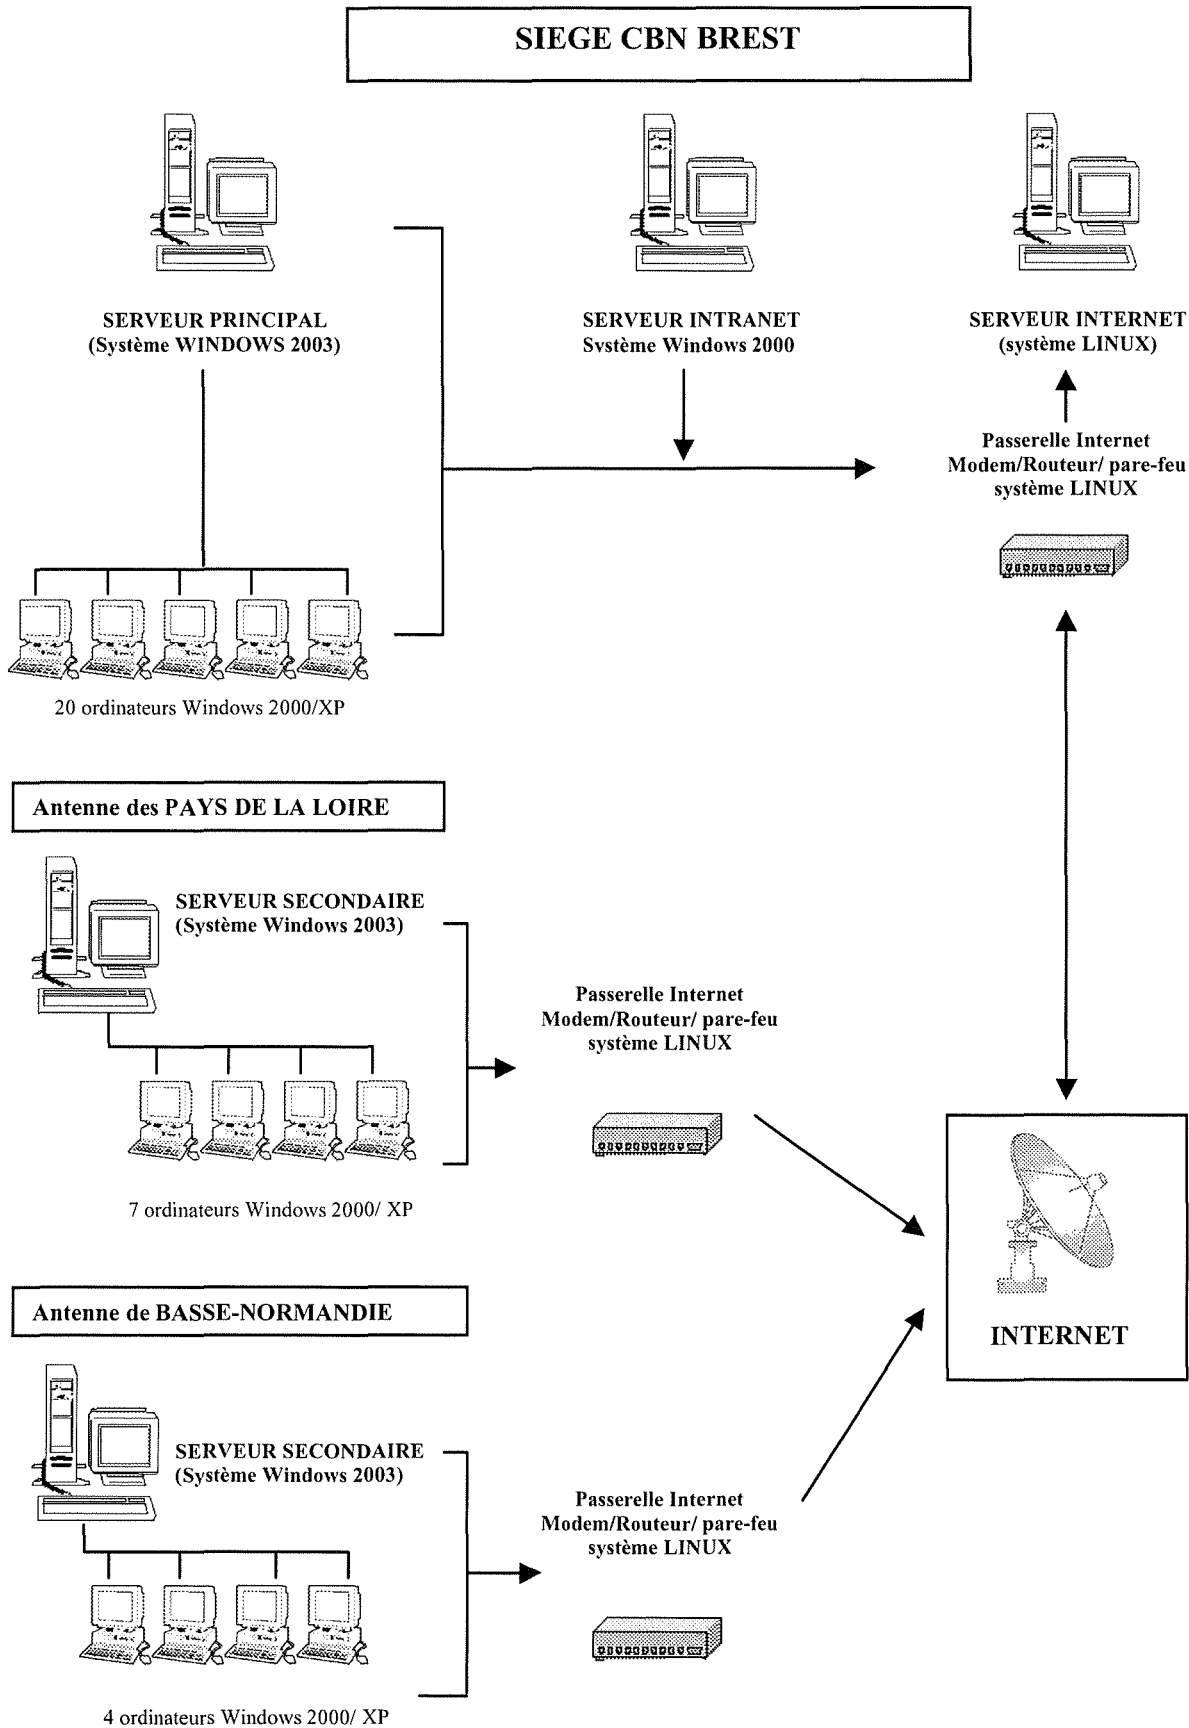 SIEGE CBN BREST
SERVEUR PRINCIPAL
(Système WINDOWS 2003)
SERVEUR INTRANET
Svstème Windows 2000
SERVEUR INTERNET
(système LINUX)
Passerelle Internet
Modem/Routeur/ pare-feu
système LINUX
20 ordinateurs Windows 2000/XP
Antenne des PAYS DE LA LOIRE
SERVEUR SECONDAIRE
(Système Windows 2003)
Passerelle Internet
Modem/Routeur/ pare-feu
système LINUX
7 ordinateurs Windows 2000/ XP
INTERNET
Antenne de BASSE-NORMANDIE
SERVEUR SECONDAIRE
(Système Windows 2003)
Passerelle Internet
Modem/Routeur/ pare-feu
système LINUX
4 ordinateurs Windows 2000/ XP